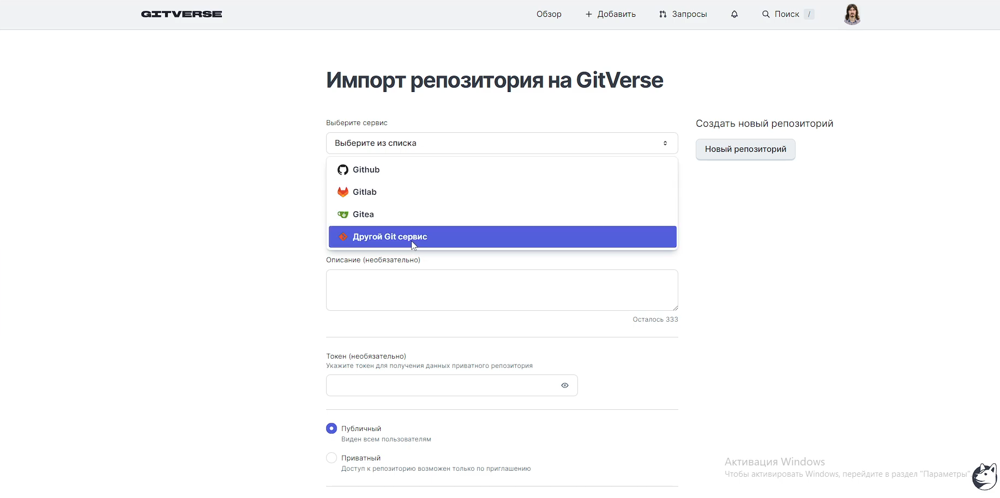 GITVERSE
Обзор
Добавить
Запросы
Поиск /
Импорт репозитория на GitVerse
Выберите сервис
Выберите из списка
Github
Gitlab
Gitea
Другой Git сервис
Описание (необязательно)
Осталось 333
Токен (необязательно)
Укажите токен для получения данных приватного репозитория
Публичный
Виден всем пользователям
Приватный
Доступ к репозиторию возможен только по приглашению
Создать новый репозиторий
Новый репозиторий
Активация Windows
Чтобы активировать Windows, перейдите в раздел "Параметры".